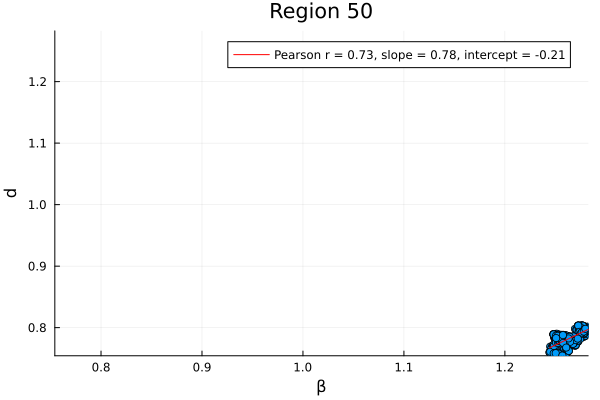 Region 50
Pearson r = 0.73, slope = 0.78, intercept = -0.21
d
1.2
1.1
1.0
0.9
0.8
0.8 0.9 1.0 1.1 1.2
β